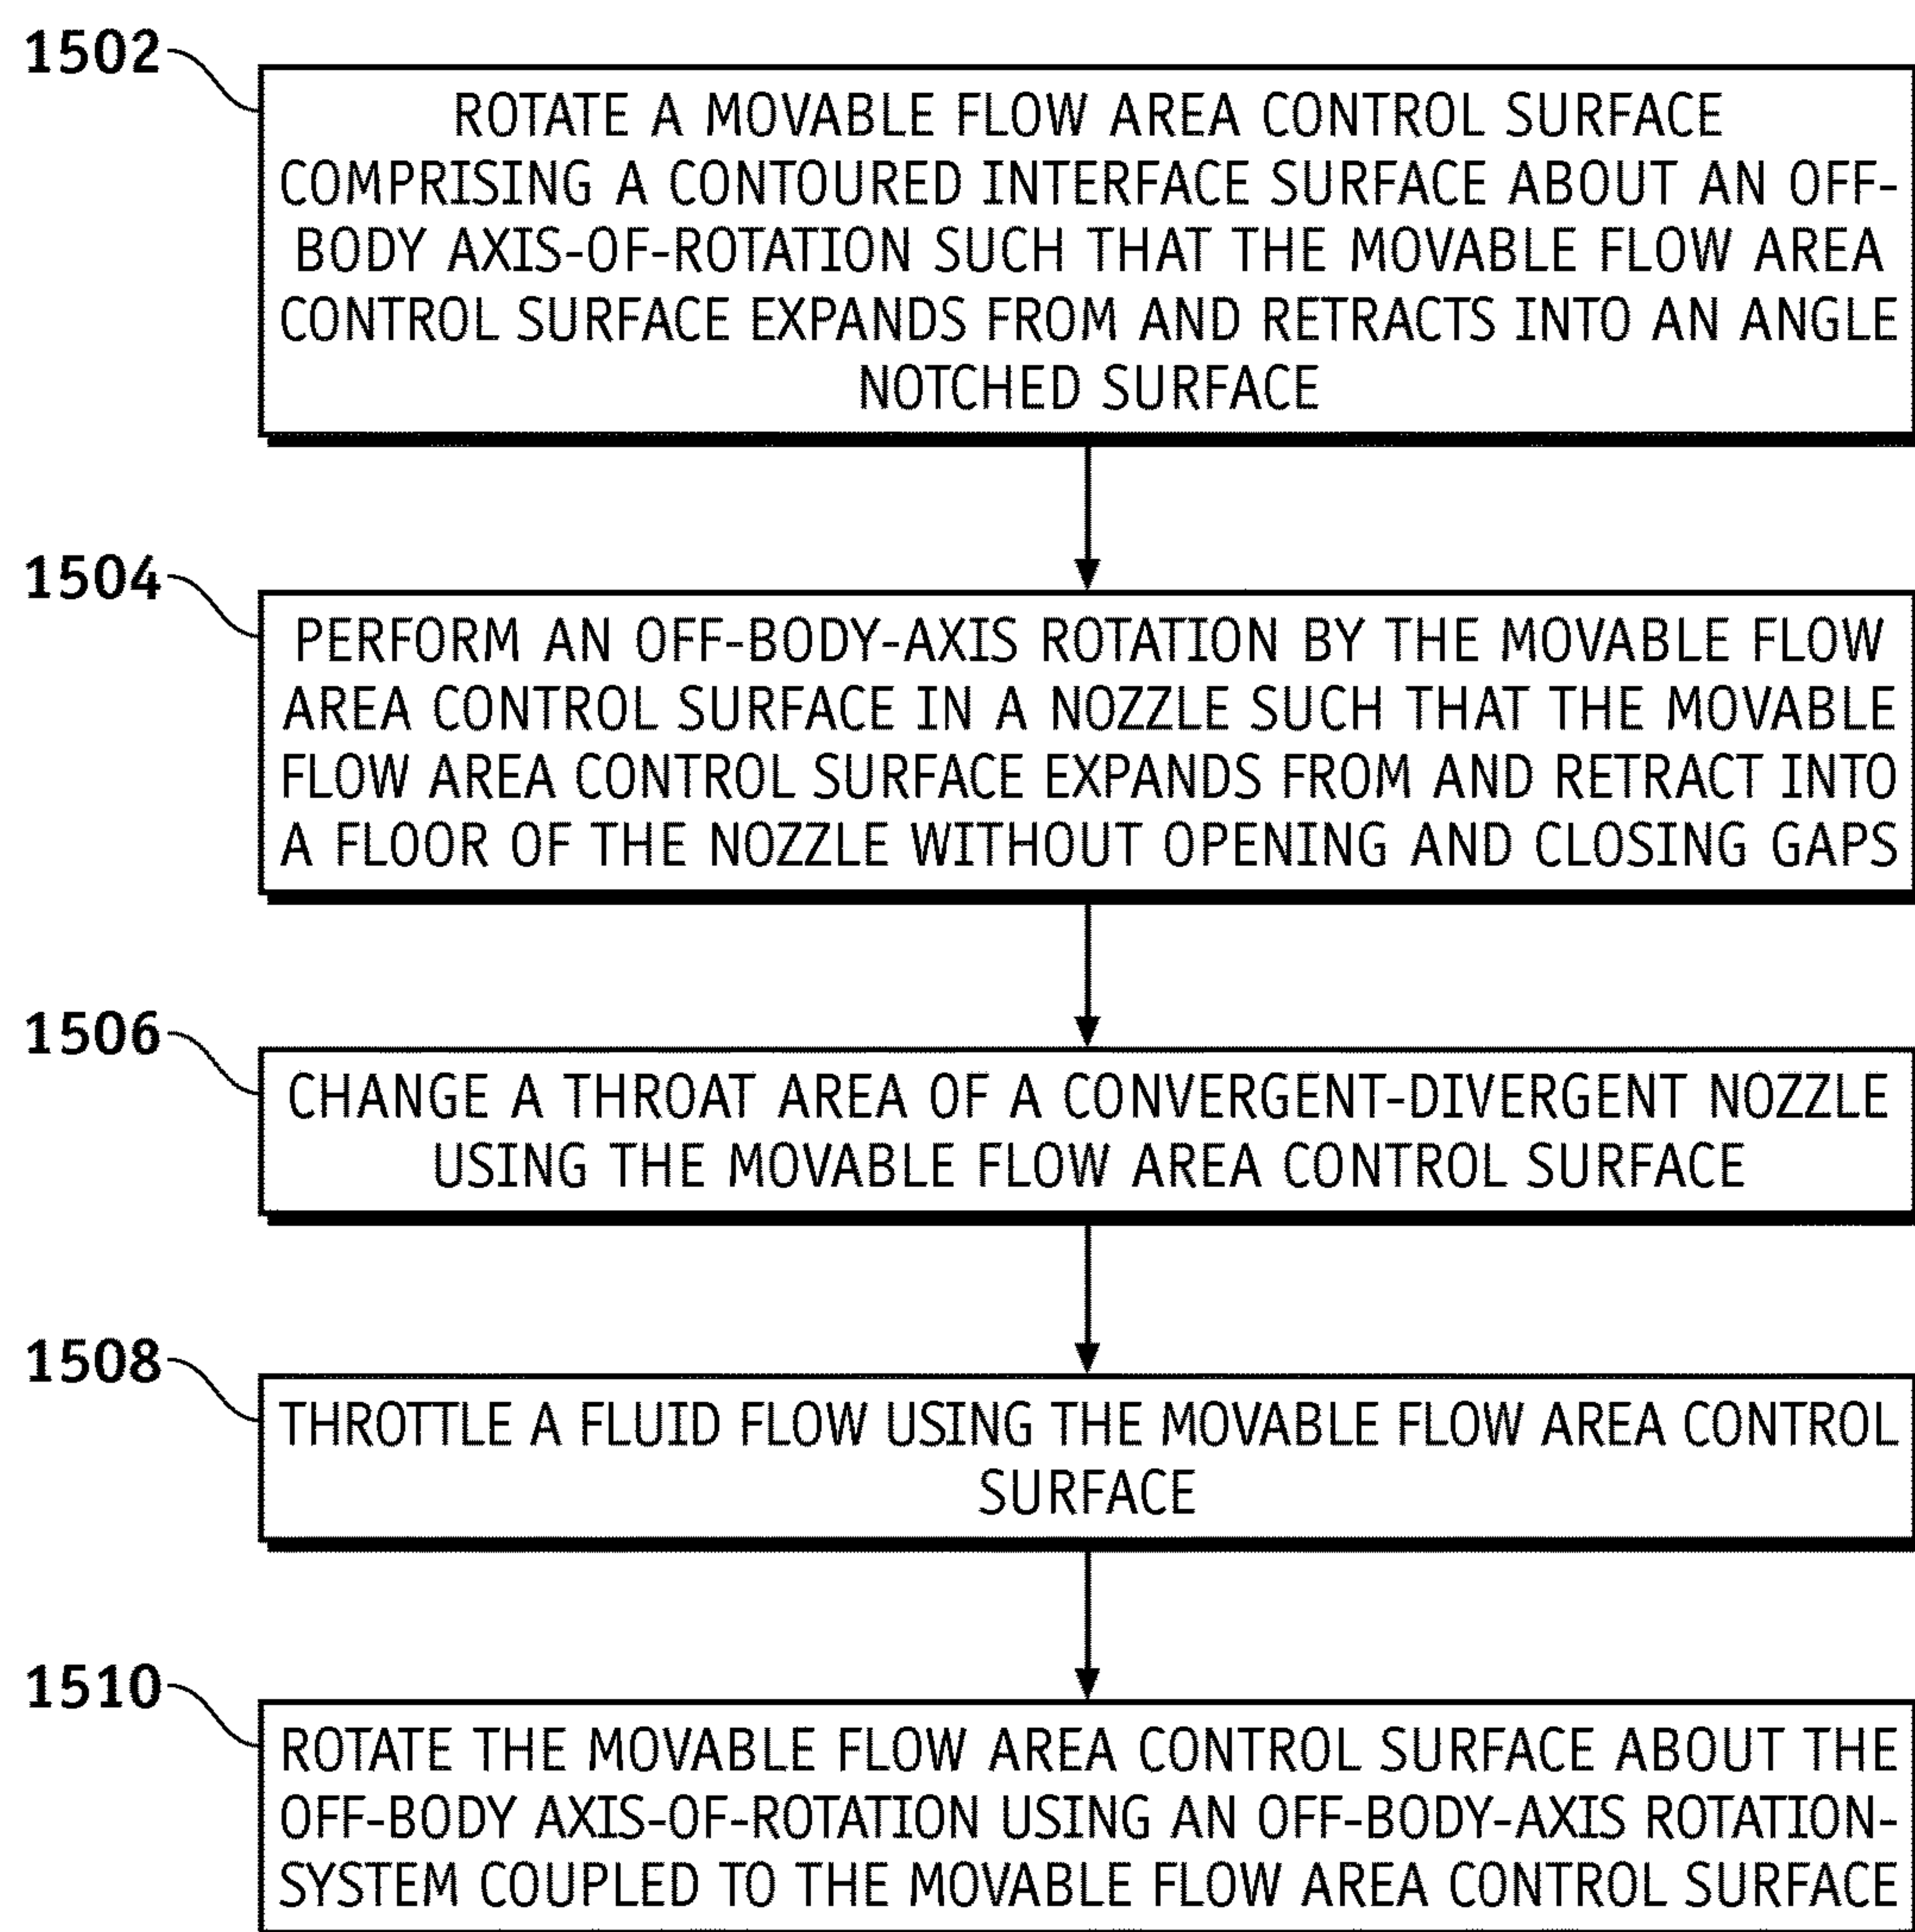 1502
ROTATE A MOVABLE FLOW AREA CONTROL SURFACE
COMPRISING A CONTOURED INTERFACE SURFACE ABOUT AN OFF-
BODY AXIS-OF-ROTATION SUCH THAT THE MOVABLE FLOW AREA
CONTROL SURFACE EXPANDS FROM AND RETRACTS INTO AN ANGLE
NOTCHED SURFACE
1504
PERFORM AN OFF-BODY-AXIS ROTATION BY THE MOVABLE FLOW
AREA CONTROL SURFACE IN A NOZZLE SUCH THAT THE MOVABLE
FLOW AREA CONTROL SURFACE EXPANDS FROM AND RETRACT INTO
A FLOOR OF THE NOZZLE WITHOUT OPENING AND CLOSING GAPS
1506
CHANGE A THROAT AREA OF A CONVERGENT-DIVERGENT NOZZLE
USING THE MOVABLE FLOW AREA CONTROL SURFACE
1508
THROTTLE A FLUID FLOW USING THE MOVABLE FLOW AREA CONTROL
SURFACE
1510
ROTATE THE MOVABLE FLOW AREA CONTROL SURFACE ABOUT THE
OFF-BODY AXIS-OF-ROTATION USING AN OFF-BODY-AXIS ROTATION-
SYSTEM COUPLED TO THE MOVABLE FLOW AREA CONTROL SURFACE